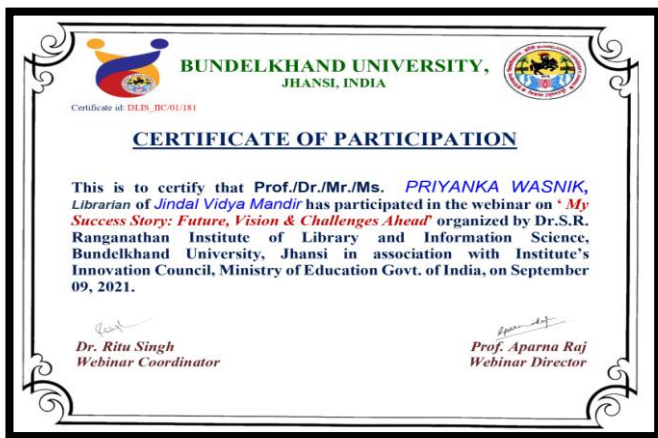 BUNDELKHAND UNIVERSITY,
JHANSI, INDIA
Certificate id: DLIS_IIC/01/181
CERTIFICATE OF PARTICIPATION
This is to certify that Prof./Dr./Mr./Ms. PRIYANKA WASNIK,
Librarian of Jindal Vidya Mandir has participated in the webinar on ‘ My
Success Story: Future, Vision & Challenges Ahead’ organized by Dr.S.R.
Ranganathan Institute of Library and Information Science,
Bundelkhand University, Jhansi in association with Institute’s
Innovation Council, Ministry of Education Govt. of India, on September
09, 2021.
Dr. Ritu Singh
Webinar Coordinator
Prof. Aparna Raj
Webinar Director